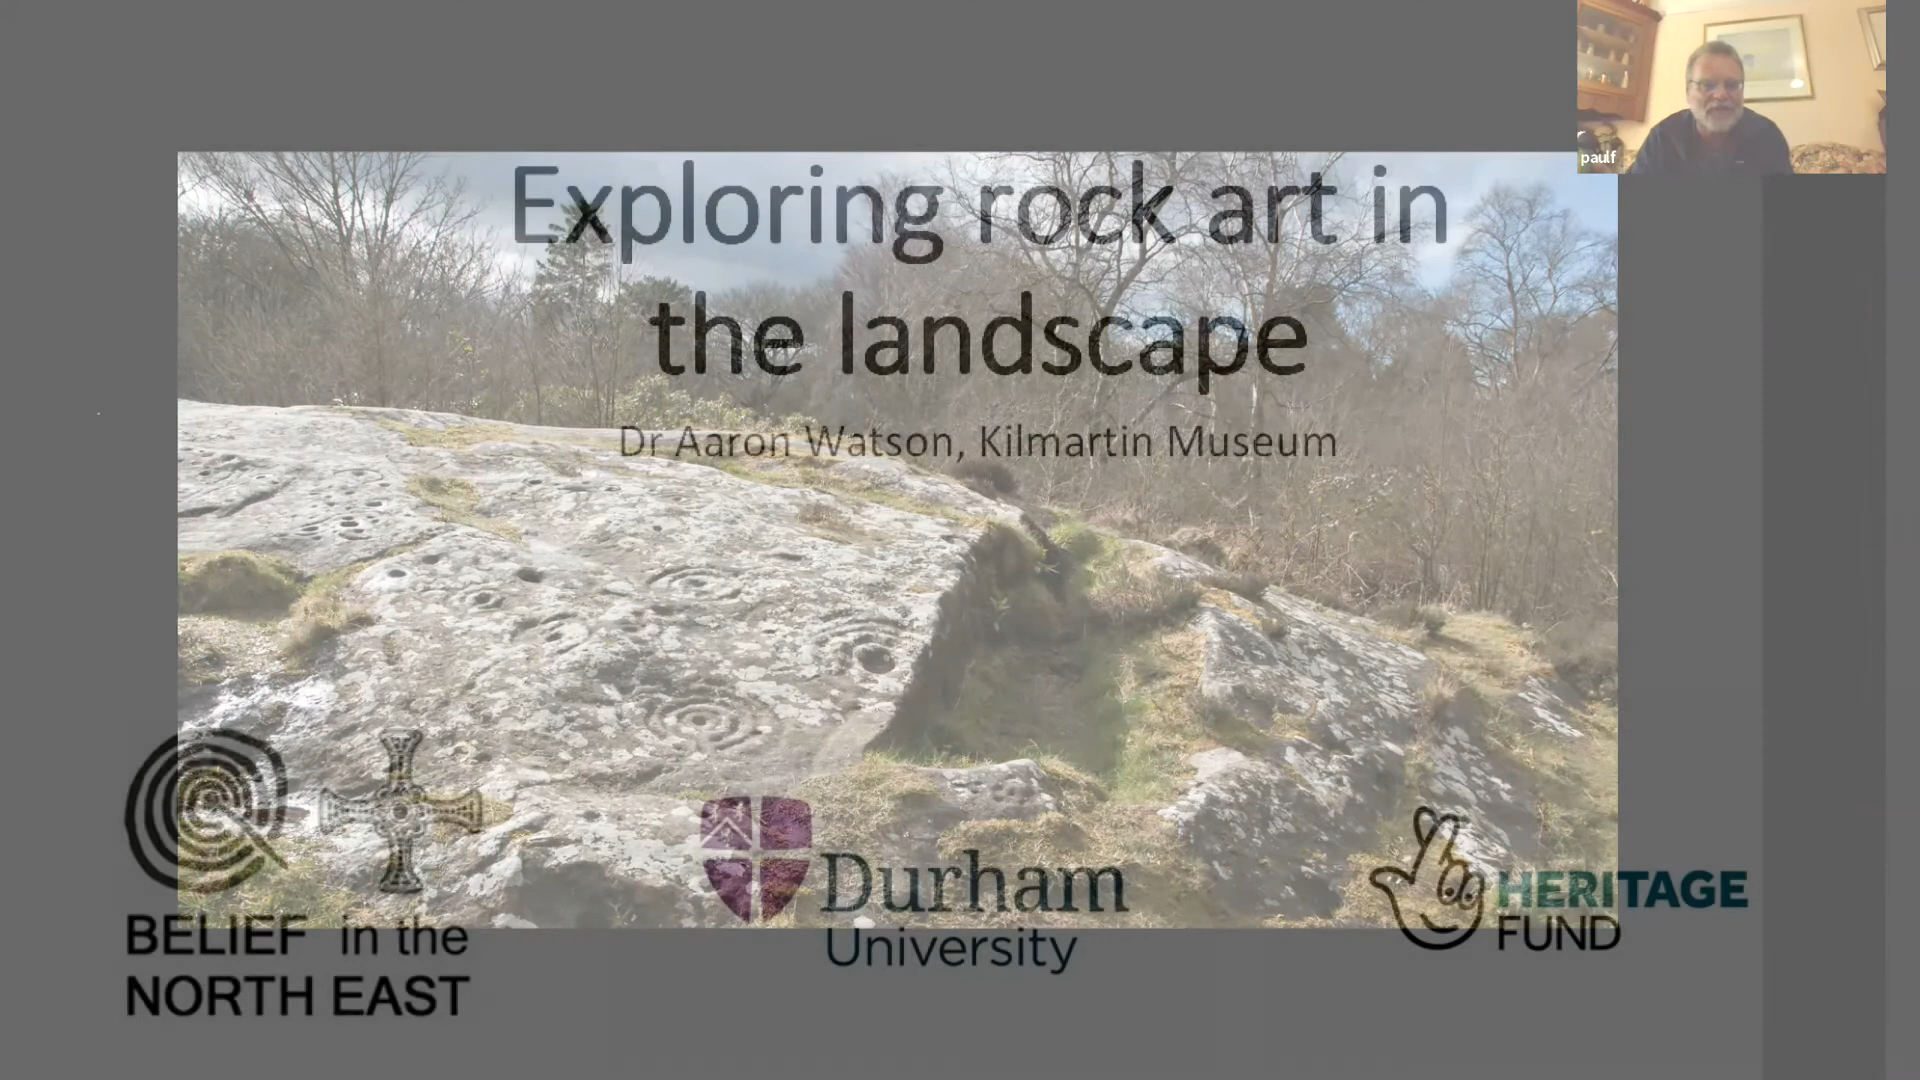 paulf
Exploring rock art in
the landscape
Dr Aaron Watson, Kilmartin Museum
BELIEF in the
NORTH EAST
Durham
University
HERITAGE
FUND